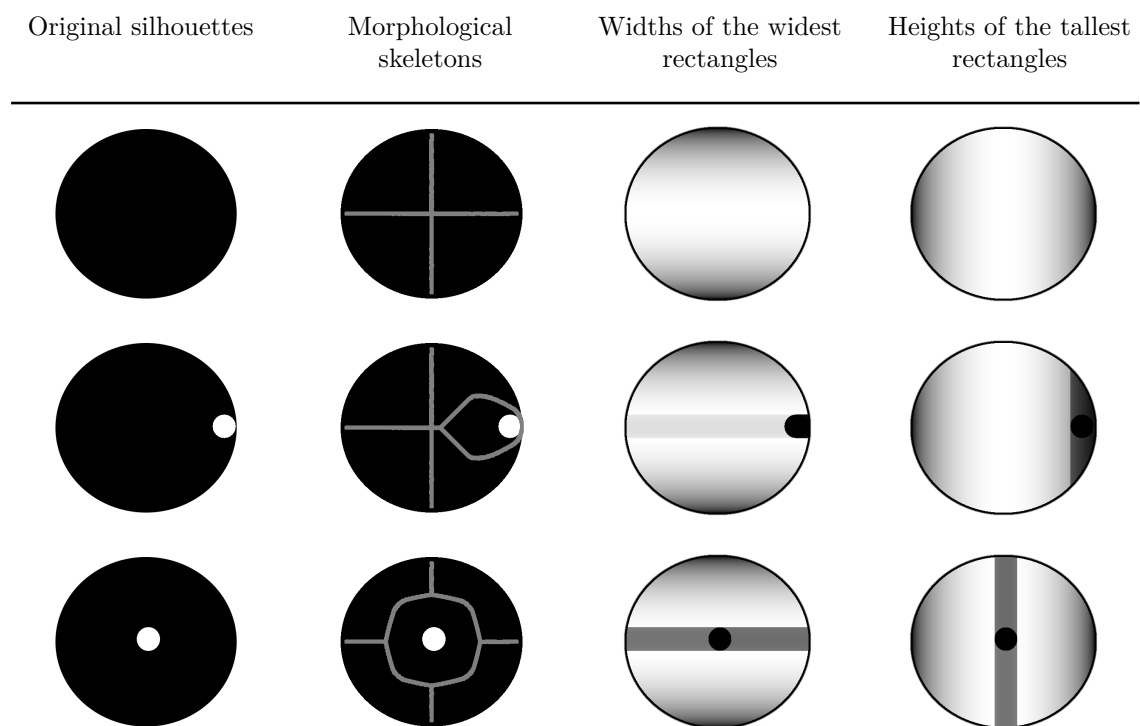 Original silhouettes
Morphological
skeletons
Widths of the widest
rectangles
Heights of the tallest
rectangles